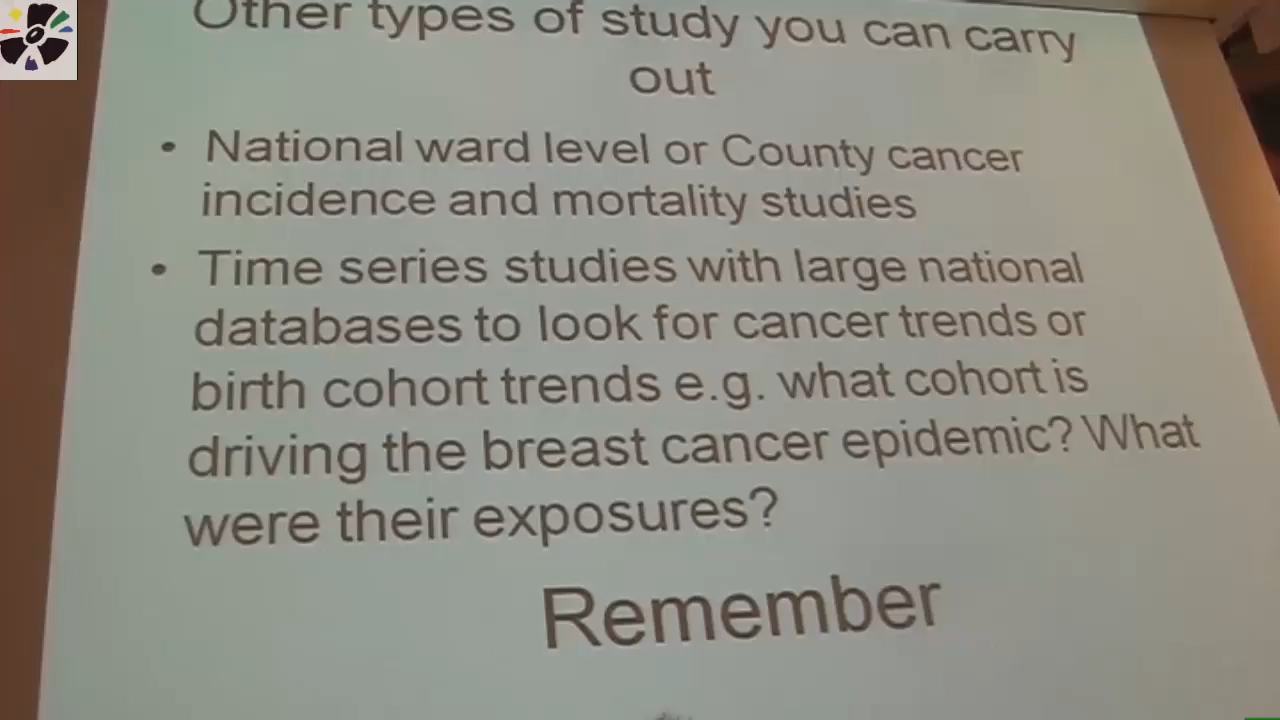 Other types of study you can carry
out
• National ward level or County cancer
incidence and mortality studies
• Time series studies with large national
databases to look for cancer trends or
birth cohort trends e.g. what cohort is
driving the breast cancer epidemic? What
were their exposures?
Remember